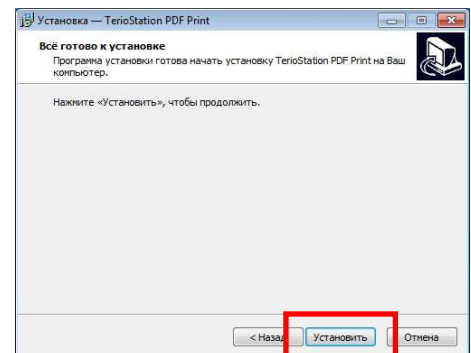 Установка — TerioStation PDF Print
Всё готово к установке
Программа установки готова начать установку TerioStation PDF Print на Ваш
компьютер.
Нажмите «Установить», чтобы продолжить.
< Назад Установить Отмена